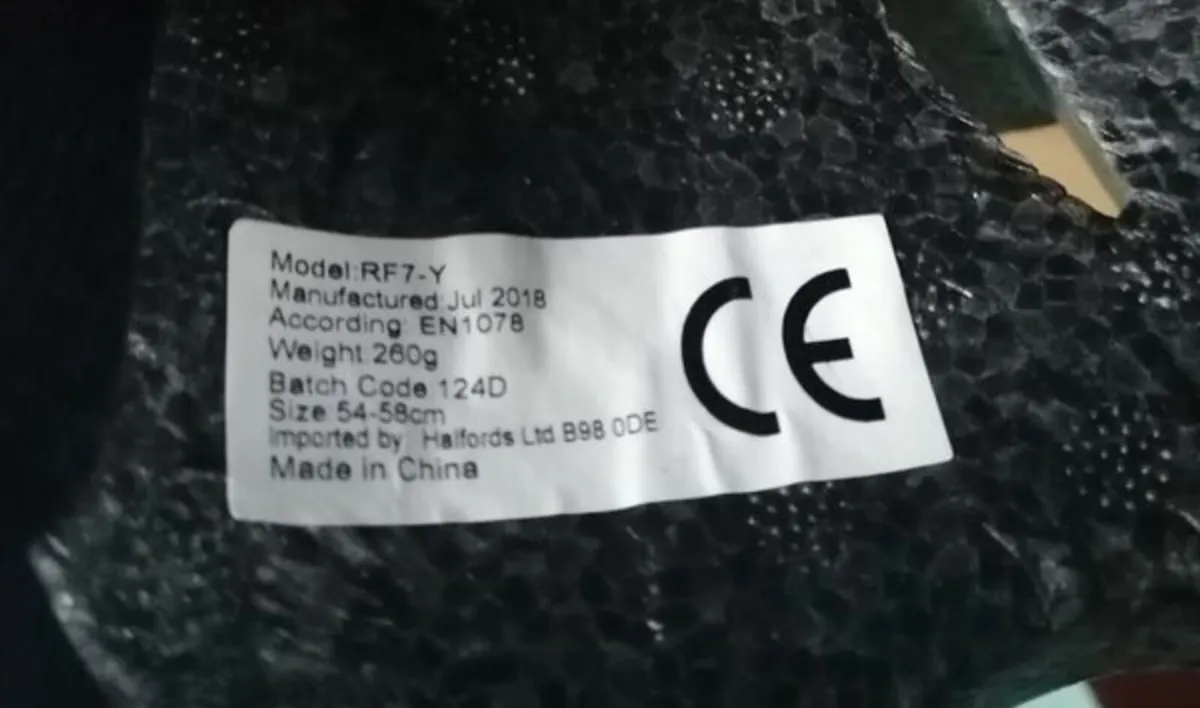 Model:RF7-Y
Manufactured:Jul 2018
According: EN1078
Weight:260g
Batch Code:124D
Size:54-58cm
Imported by: Halfords Ltd B98 0DE
Made in China
CE